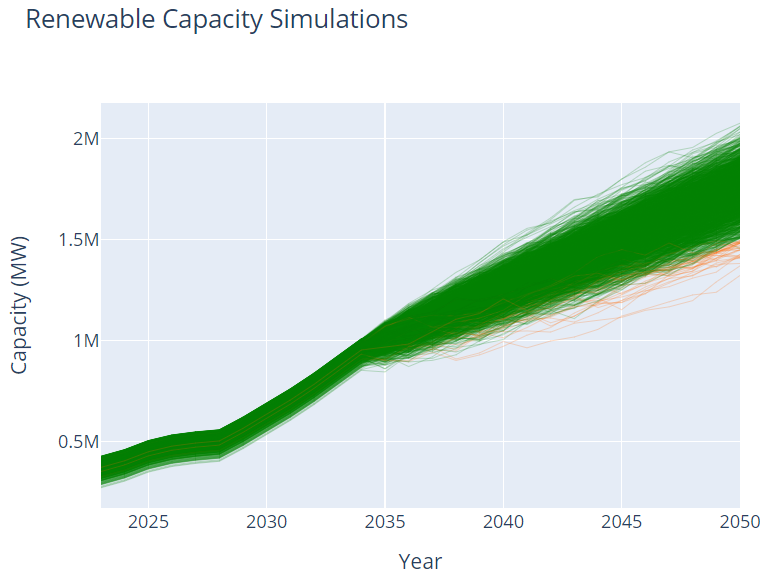 Renewable Capacity Simulations
2M
1.5M
1M
0.5M
Capacity (MW)
2025 2030 2035 2040 2045 2050
Year